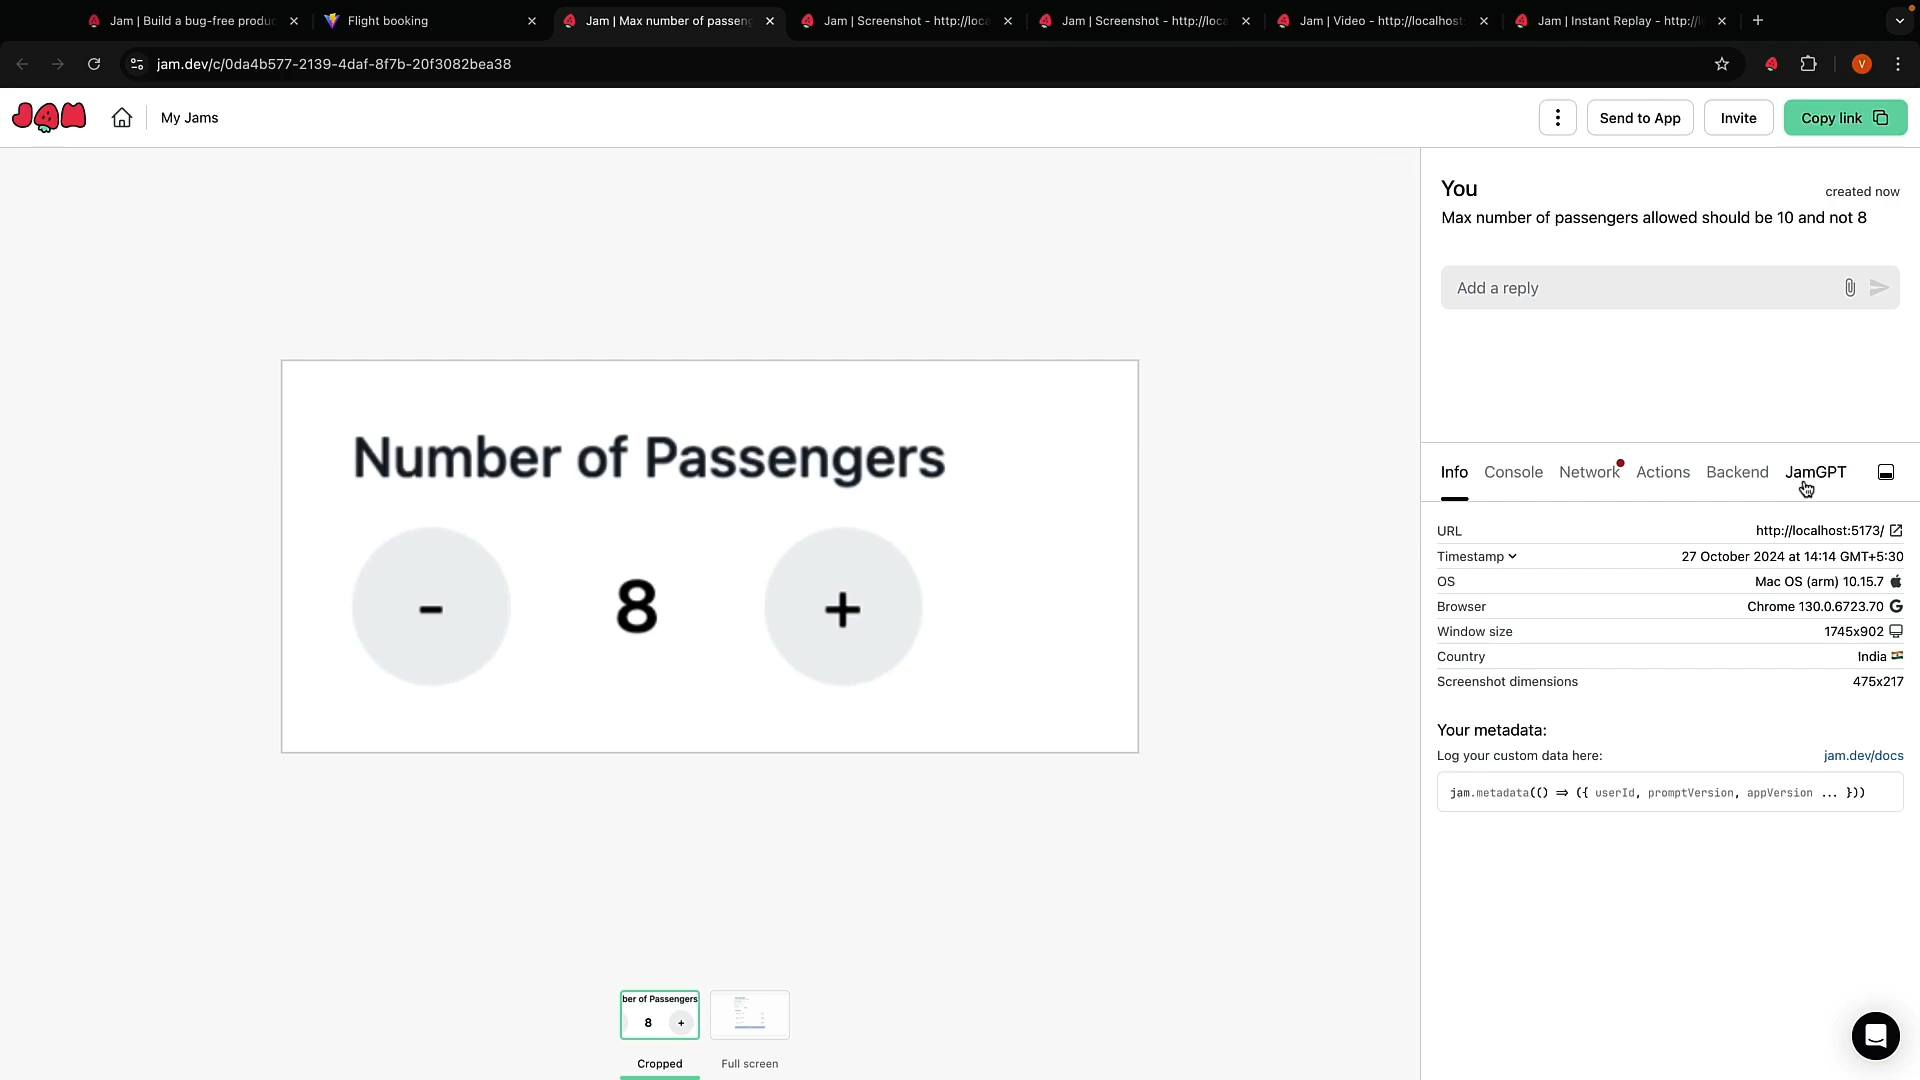 Jam | Build a bug-free produc
Flight booking
Jam | Max number of passeng
Jam | Screenshot - http://loca
Jam | Screenshot - http://loca
Jam | Video - http://localhost:
Jam | Instant Replay - http://l
jam.dev/c/0da4b577-2139-4daf-8f7b-20f3082bea38
V
JAM
My Jams
Send to App
Invite
Copy link
You
created now
Max number of passengers allowed should be 10 and not 8
Add a reply
Number of Passengers
- 8 +
Info
Console
Network
Actions
Backend
JamGPT
URL
http://localhost:5173/
Timestamp
27 October 2024 at 14:14 GMT+5:30
OS
Mac OS (arm) 10.15.7
Browser
Chrome 130.0.6723.70
Window size
1745x902
Country
India
Screenshot dimensions
475x217
Your metadata:
Log your custom data here:
jam.dev/docs
jam.metadata(() => ({ userId, promptVersion, appVersion ... }))
ber of Passengers
8 +
Cropped
Full screen